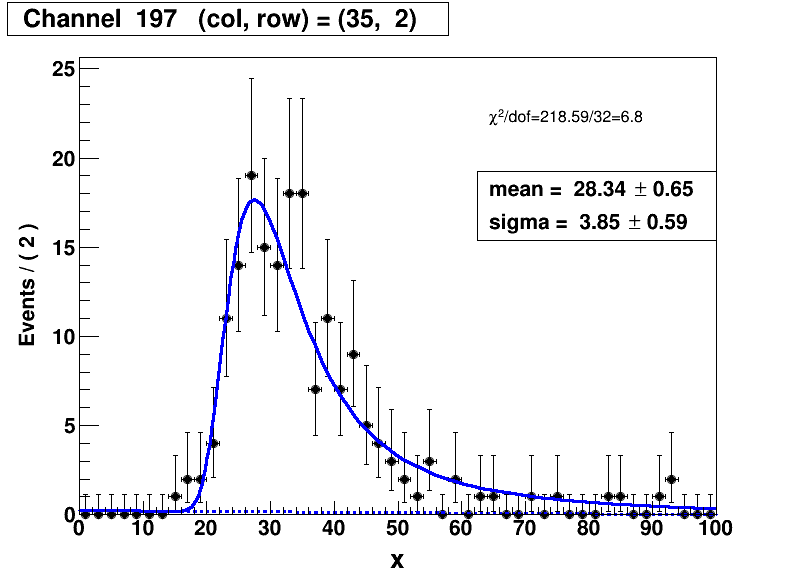 Channel 197 (col, row) = (35, 2)
25
20
15
10
5
0
Events / ( 2 )
χ²/dof=218.59/32=6.8
mean = 28.34 ± 0.65
sigma = 3.85 ± 0.59
0 10 20 30 40 50 60 70 80 90 100
x